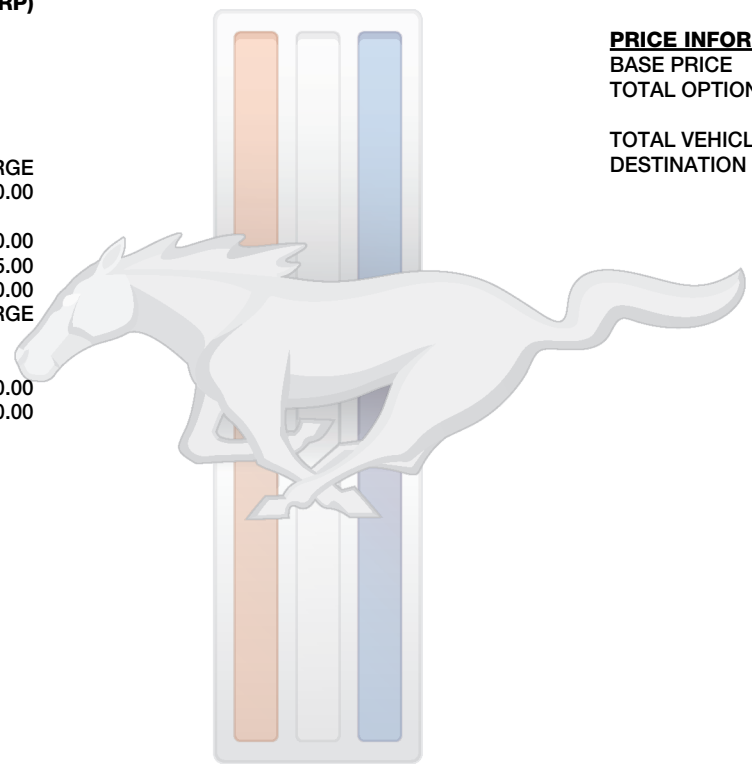 RP)
RGE
0.00
0.00
5.00
0.00
RGE
0.00
0.00
PRICE INFOR
BASE PRICE
TOTAL OPTION
TOTAL VEHICL
DESTINATION